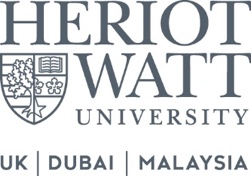 HERIOT
WATT
UNIVERSITY
UK | DUBAI | MALAYSIA